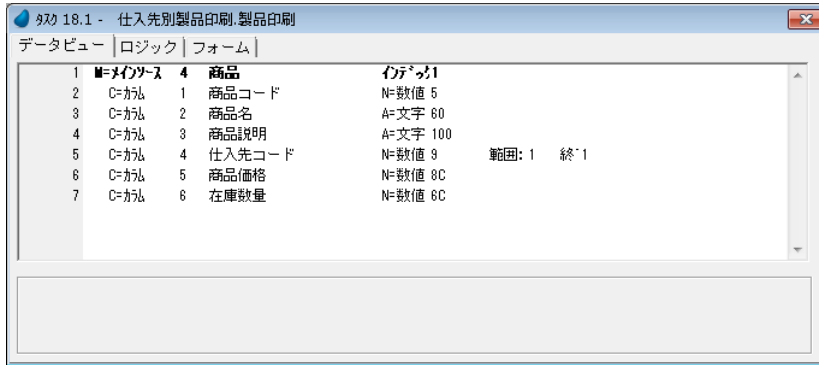 ﾀｽｸ 18.1 - 仕入先別製品印刷.製品印刷
データビュー ロジック フォーム
1 M=ﾒｲﾝｿｰｽ 4 商品 ｲﾝﾃﾞｯｸｽ1
2 C=ｶﾗﾑ 1 商品コード N=数値 5
3 C=ｶﾗﾑ 2 商品名 A=文字 60
4 C=ｶﾗﾑ 3 商品説明 A=文字 100
5 C=ｶﾗﾑ 4 仕入先コード N=数値 9 範囲: 1 終゛1
6 C=ｶﾗﾑ 5 商品価格 N=数値 8C
7 C=ｶﾗﾑ 6 在庫数量 N=数値 6C